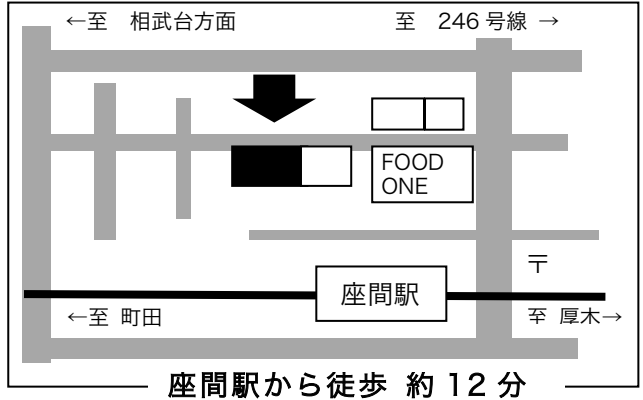 ←至 相武台方面
至 246号線 →
FOOD
ONE
〒
座間駅
←至 町田
至 厚木→
座間駅から徒歩 約12分